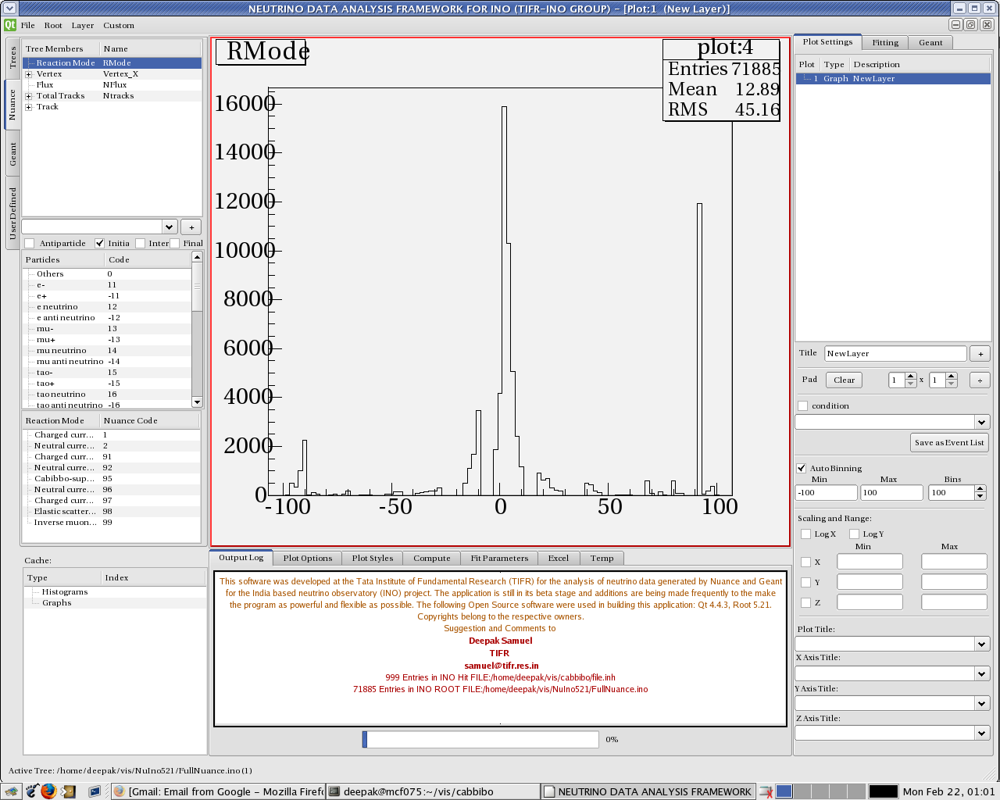 NEUTRINO DATA ANALYSIS FRAMEWORK FOR INO (TIFR-INO GROUP) - [Plot:1 (New Layer)]
Qt File Root Layer Custom
Trees
Nuance
Geant
User Defined
Tree Members Name
Reaction Mode RMode
Vertex Vertex_X
Flux NFlux
Total Tracks Ntracks
Track
+
Antiparticle Initia Inter Final
Particles Code
Others 0
e- 11
e+ -11
e neutrino 12
e anti neutrino -12
mu- 13
mu+ -13
mu neutrino 14
mu anti neutrino -14
tao- 15
tao+ -15
tao neutrino 16
tao anti neutrino -16
Reaction Mode Nuance Code
Charged curr... 1
Neutral curre... 2
Charged curr... 91
Neutral curre... 92
Cabibbo-sup... 95
Neutral curre... 96
Charged curr... 97
Elastic scatter... 98
Inverse muon... 99
Cache:
Type Index
Histograms
Graphs
RMode
plot:4
Entries 71885
Mean 12.89
RMS 45.16
16000
14000
12000
10000
8000
6000
4000
2000
0
-100 -50 0 50 100
Output Log Plot Options Plot Styles Compute Fit Parameters Excel Temp
This software was developed at the Tata Institute of Fundamental Research (TIFR) for the analysis of neutrino data generated by Nuance and Geant
for the India based neutrino observatory (INO) project. The application is still in its beta stage and additions are being made frequently to the make
the program as powerful and flexible as possible. The following Open Source software were used in building this application: Qt 4.4.3, Root 5.21.
Copyrights belong to the respective owners.
Suggestion and Comments to
Deepak Samuel
TIFR
samuel@tifr.res.in
999 Entries in INO Hit FILE:/home/deepak/vis/cabbibo/file.inh
71885 Entries in INO ROOT FILE:/home/deepak/vis/NuIno521/FullNuance.ino
0%
Plot Settings Fitting Geant
Plot Type Description
1 Graph NewLayer
Title NewLayer +
Pad Clear 1 x 1 ÷
condition
Save as Event List
Auto Binning
Min Max Bins
-100 100 100
Scaling and Range:
Log X Log Y
Min Max
X
Y
Z
Plot Title:
X Axis Title:
Y Axis Title:
Z Axis Title:
Active Tree: /home/deepak/vis/NuIno521/FullNuance.ino (1)
[Gmail: Email from Google - Mozilla Firef deepak@mcf075:~/vis/cabbibo NEUTRINO DATA ANALYSIS FRAMEWORK Mon Feb 22, 01:01